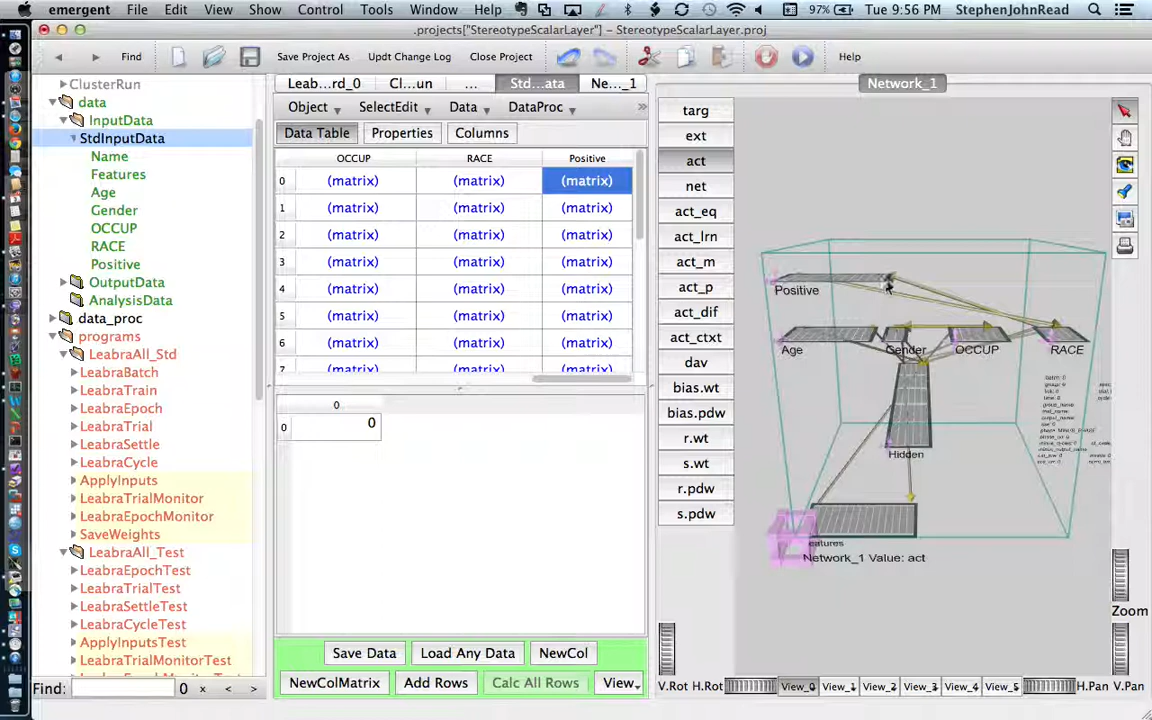 emergent File Edit View Show Control Tools Window Help 97% Tue 9:56 PM StephenJohnRead
.projects["StereotypeScalarLayer"] – StereotypeScalarLayer.proj
Find Save Project As Updt Change Log Close Project Help
ClusterRun
data
InputData
StdInputData
Name
Features
Age
Gender
OCCUP
RACE
Positive
OutputData
AnalysisData
data_proc
programs
LeabraAll_Std
LeabraBatch
LeabraTrain
LeabraEpoch
LeabraTrial
LeabraSettle
LeabraCycle
ApplyInputs
LeabraTrialMonitor
LeabraEpochMonitor
SaveWeights
LeabraAll_Test
LeabraEpochTest
LeabraTrialTest
LeabraSettleTest
LeabraCycleTest
ApplyInputsTest
LeabraTrialMonitorTest
Find: 0 x < >
Leab...rd_0 Cl...un ... Std...ata Ne..._1
Object SelectEdit Data DataProc »
Data Table Properties Columns
OCCUP RACE Positive
0 (matrix) (matrix) (matrix)
1 (matrix) (matrix) (matrix)
2 (matrix) (matrix) (matrix)
3 (matrix) (matrix) (matrix)
4 (matrix) (matrix) (matrix)
5 (matrix) (matrix) (matrix)
6 (matrix) (matrix) (matrix)
7 (matrix) (matrix) (matrix)
0
0 0
Save Data Load Any Data NewCol
NewColMatrix Add Rows Calc All Rows View
Network_1
targ
ext
act
net
act_eq
act_lrn
act_m
act_p
act_dif
act_ctxt
dav
bias.wt
bias.pdw
r.wt
s.wt
r.pdw
s.pdw
Positive
Age Gender OCCUP RACE
Hidden
Network_1 Value: act
Zoom
V.Rot H.Rot View_0 View_1 View_2 View_3 View_4 View_5 H.Pan V.Pan